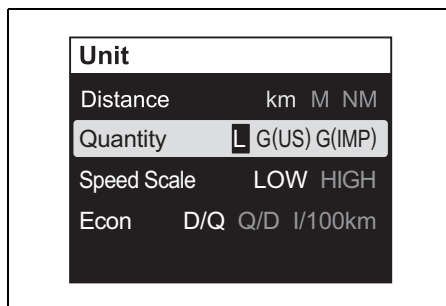 Unit
Distance km M NM
Quantity L G(US) G(IMP)
Speed Scale LOW HIGH
Econ D/Q Q/D l/100km